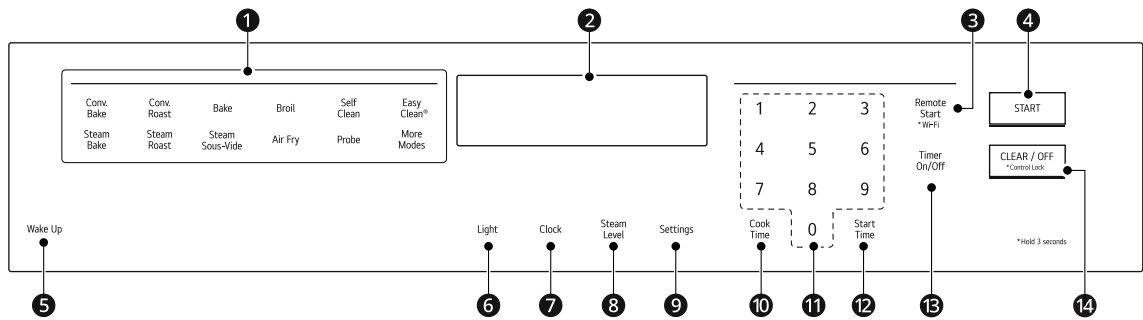 1 2 3 4
Conv.
Bake
Conv.
Roast
Bake
Broil
Self
Clean
Easy
Clean®
Steam
Bake
Steam
Roast
Steam
Sous-Vide
Air Fry
Probe
More
Modes
1 2 3
4 5 6
7 8 9
0
Remote
Start
*Wi-Fi
Timer
On/Off
START
CLEAR / OFF
*Control Lock
Wake Up
Light
Clock
Steam
Level
Settings
Cook
Time
Start
Time
*Hold 3 seconds
5 6 7 8 9 10 11 12 13 14